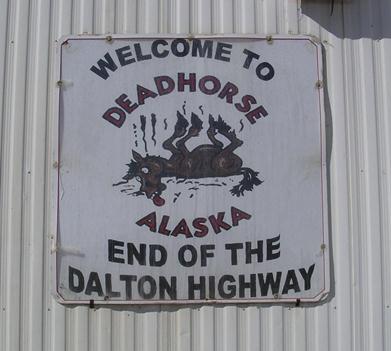 WELCOME TO
DEADHORSE
ALASKA
END OF THE
DALTON HIGHWAY